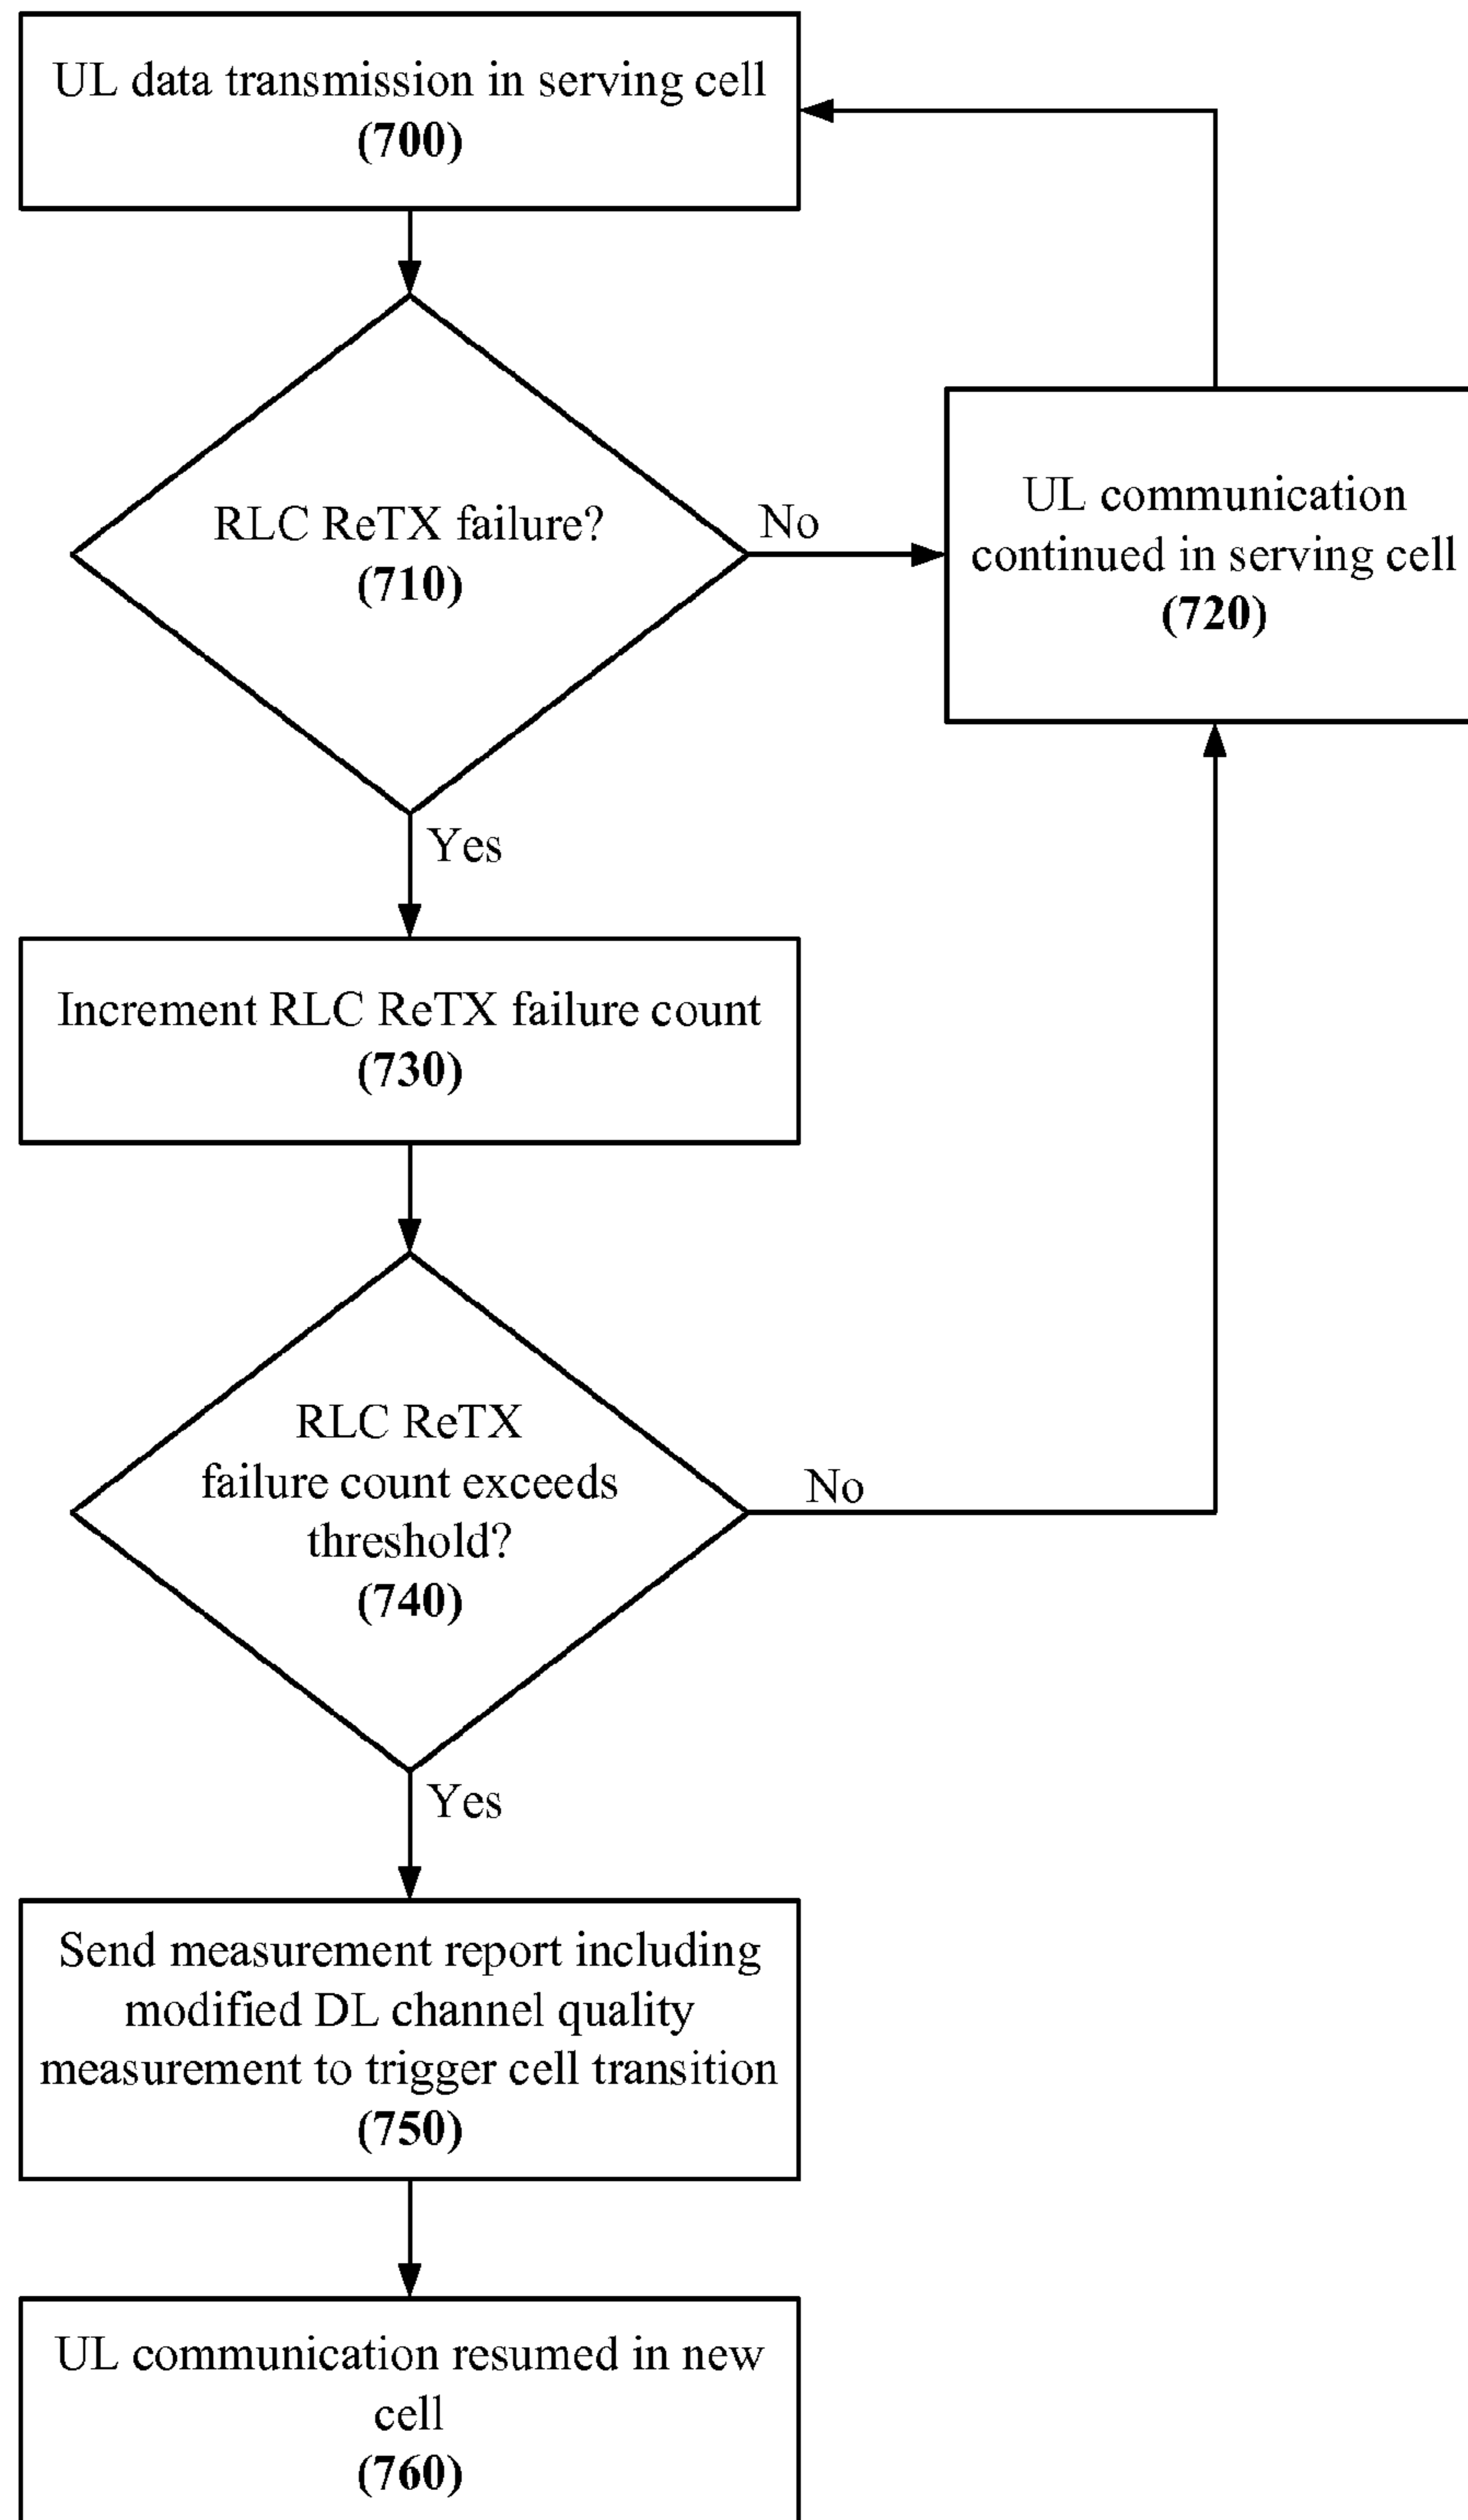 UL data transmission in serving cell
(700)
RLC ReTX failure?
(710)
No
UL communication
continued in serving cell
(720)
Yes
Increment RLC ReTX failure count
(730)
RLC ReTX
failure count exceeds
threshold?
(740)
No
Yes
Send measurement report including
modified DL channel quality
measurement to trigger cell transition
(750)
UL communication resumed in new
cell
(760)